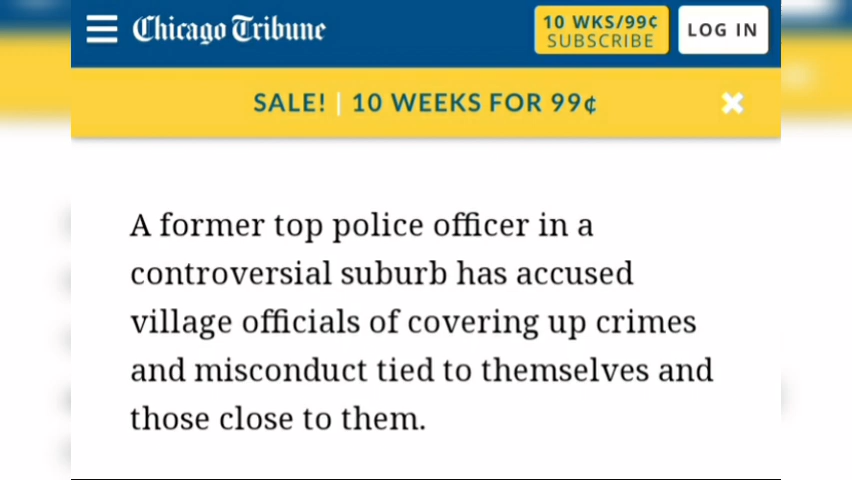 Chicago Tribune
10 WKS/99¢
SUBSCRIBE
LOG IN
SALE! | 10 WEEKS FOR 99¢
A former top police officer in a
controversial suburb has accused
village officials of covering up crimes
and misconduct tied to themselves and
those close to them.